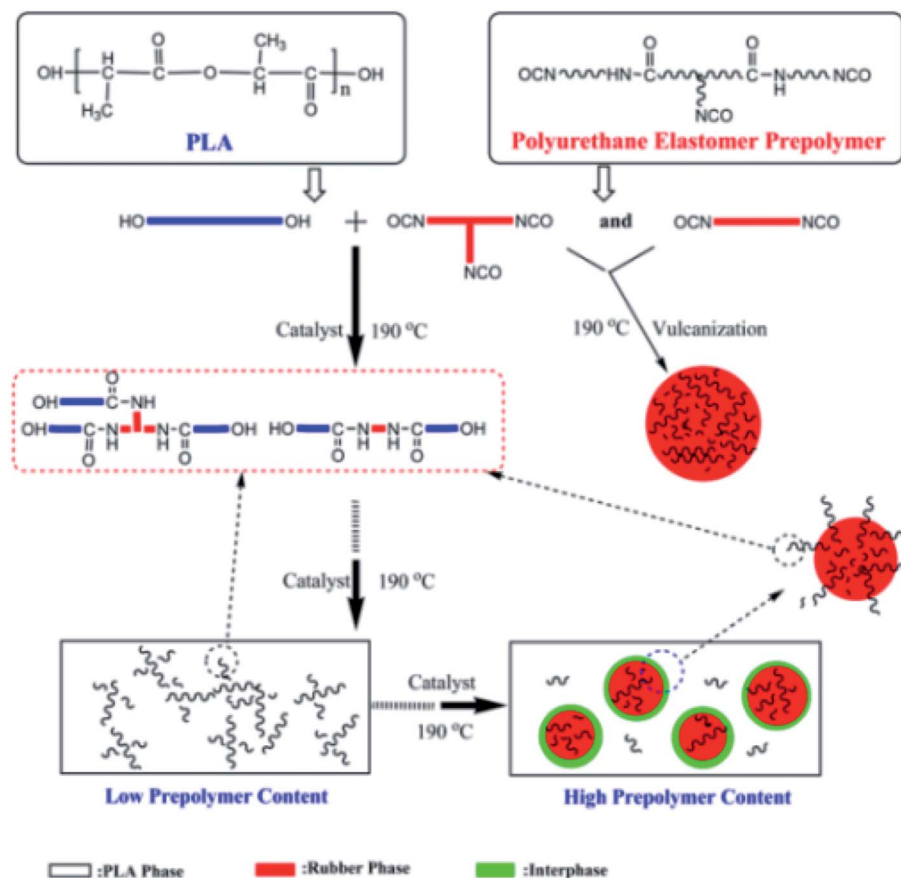 O CH₃
OH H
C C O C C OH
H n
H₃C O
PLA
O O
OCN HN C C N NCO
H
NCO
Polyurethane Elastomer Prepolymer
HO OH + OCN NCO and OCN NCO
NCO
Catalyst 190 °C
190 °C Vulcanization
O
OH C NH
OH C N N C OH HO C N N C OH
O H H O O H H O
Catalyst 190 °C
Catalyst
190 °C
Low Prepolymer Content
High Prepolymer Content
:PLA Phase :Rubber Phase :Interphase